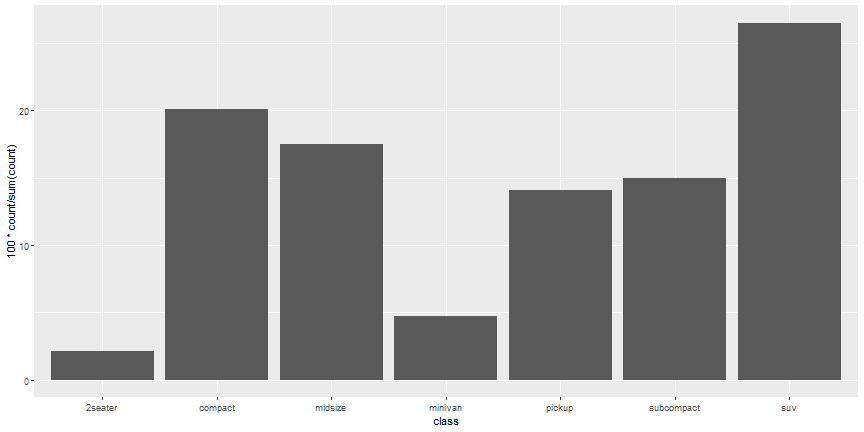 100 * count/sum(count)
20
10
0
2seater compact midsize minivan pickup subcompact suv
class